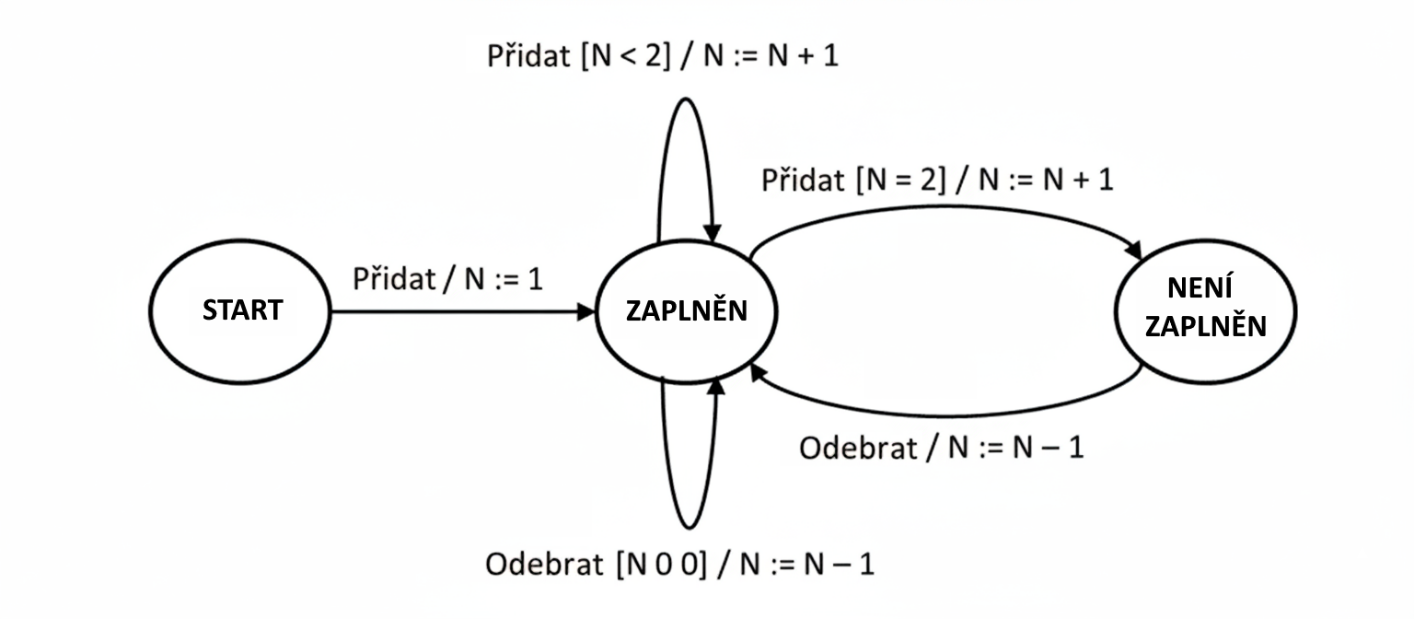 Přidat [N < 2] / N := N + 1
Přidat [N = 2] / N := N + 1
Přidat / N := 1
START
ZAPLNĚN
NENÍ
ZAPLNĚN
Odebrat / N := N – 1
Odebrat [N 0 0] / N := N – 1